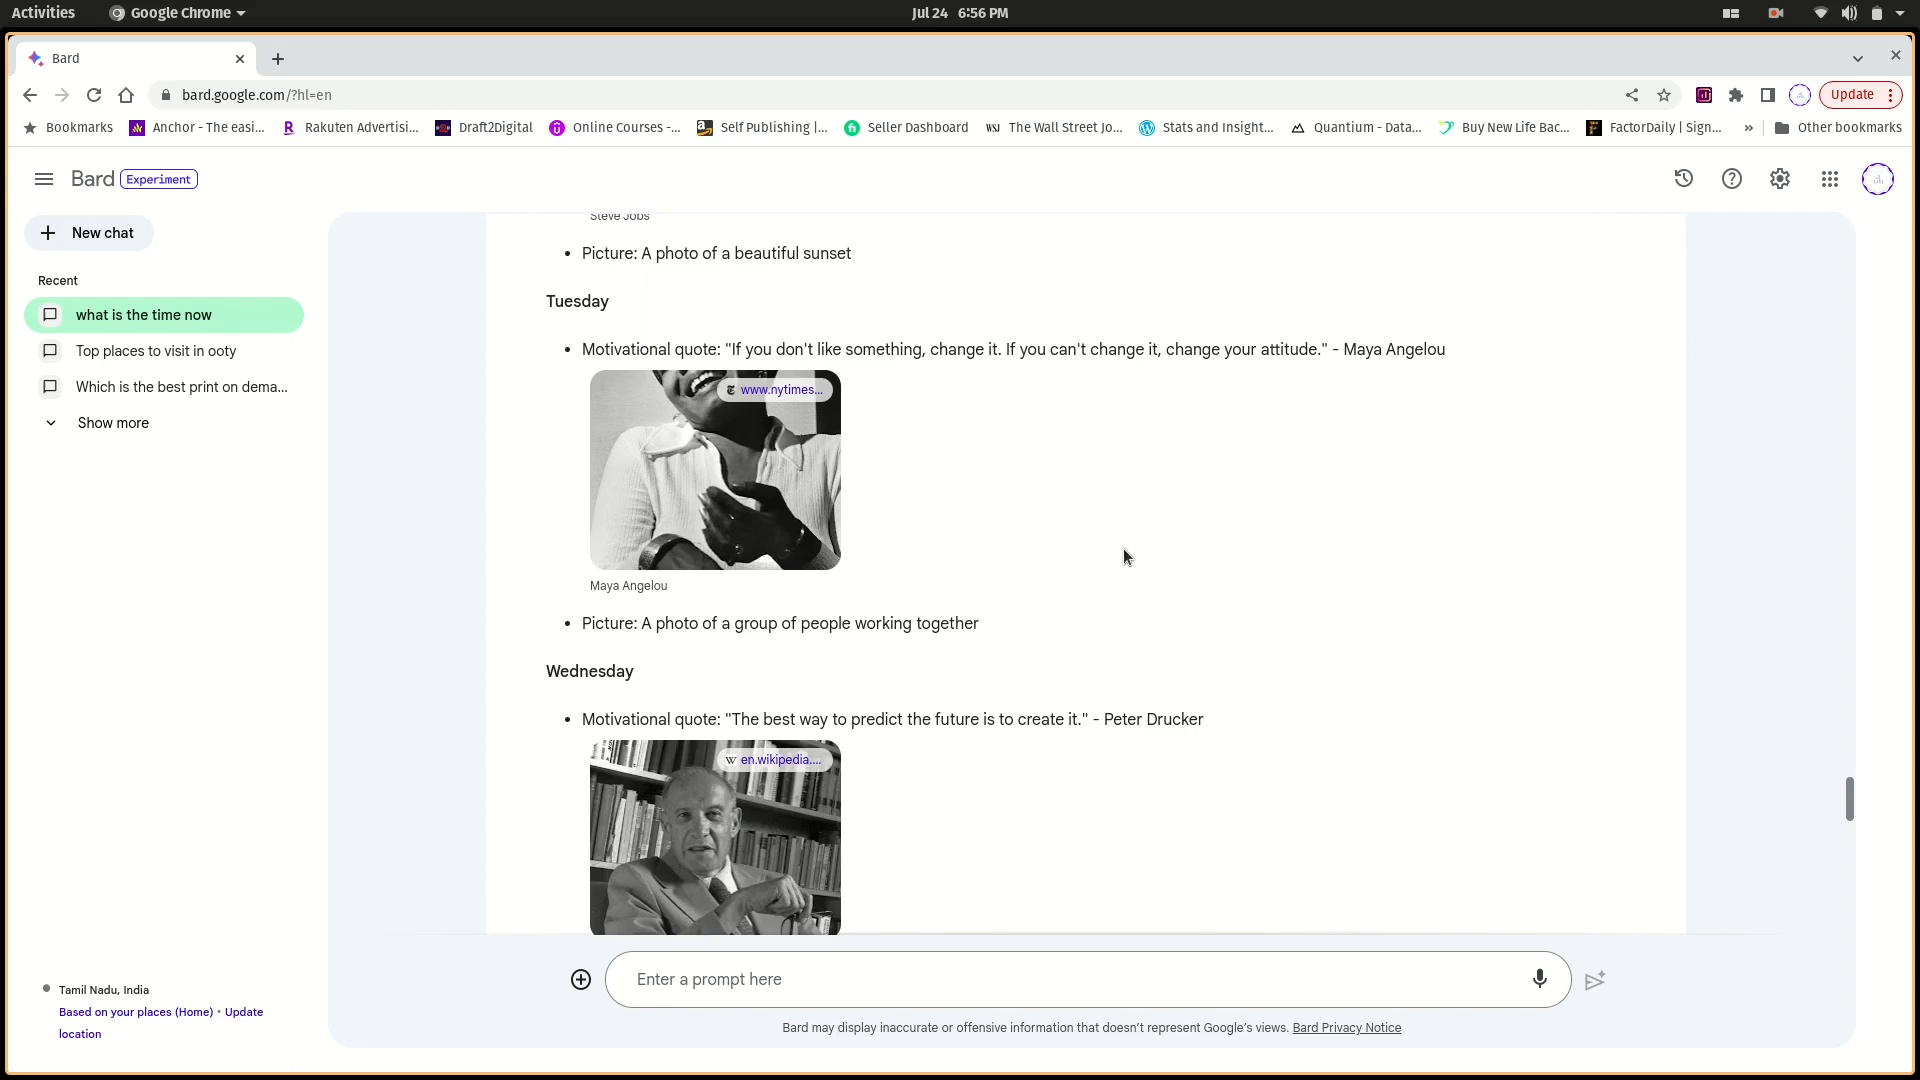 Activities
Google Chrome
Jul 24 6:56 PM
Bard
bard.google.com/?hl=en
Update
Bookmarks
Anchor - The easi...
Rakuten Advertisi...
Draft2Digital
Online Courses -...
Self Publishing |...
Seller Dashboard
WSJ
The Wall Street Jo...
Stats and Insight...
Quantium - Data...
Buy New Life Bac...
FactorDaily | Sign...
»
Other bookmarks
Bard Experiment
New chat
Recent
what is the time now
Top places to visit in ooty
Which is the best print on dema...
Show more
Tamil Nadu, India
Based on your places (Home) • Update
location
Steve Jobs
• Picture: A photo of a beautiful sunset
Tuesday
• Motivational quote: "If you don't like something, change it. If you can't change it, change your attitude." - Maya Angelou
www.nytimes...
Maya Angelou
• Picture: A photo of a group of people working together
Wednesday
• Motivational quote: "The best way to predict the future is to create it." - Peter Drucker
W en.wikipedia....
Enter a prompt here
Bard may display inaccurate or offensive information that doesn't represent Google's views. Bard Privacy Notice